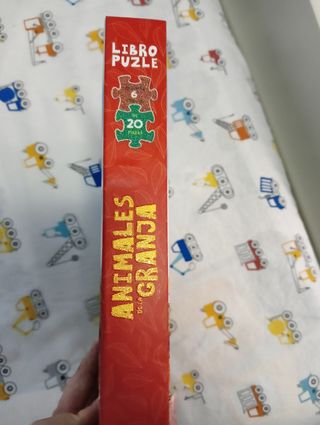 LIBRO
PUZLE
6
20
ANIMALES
DE LA
GRANJA